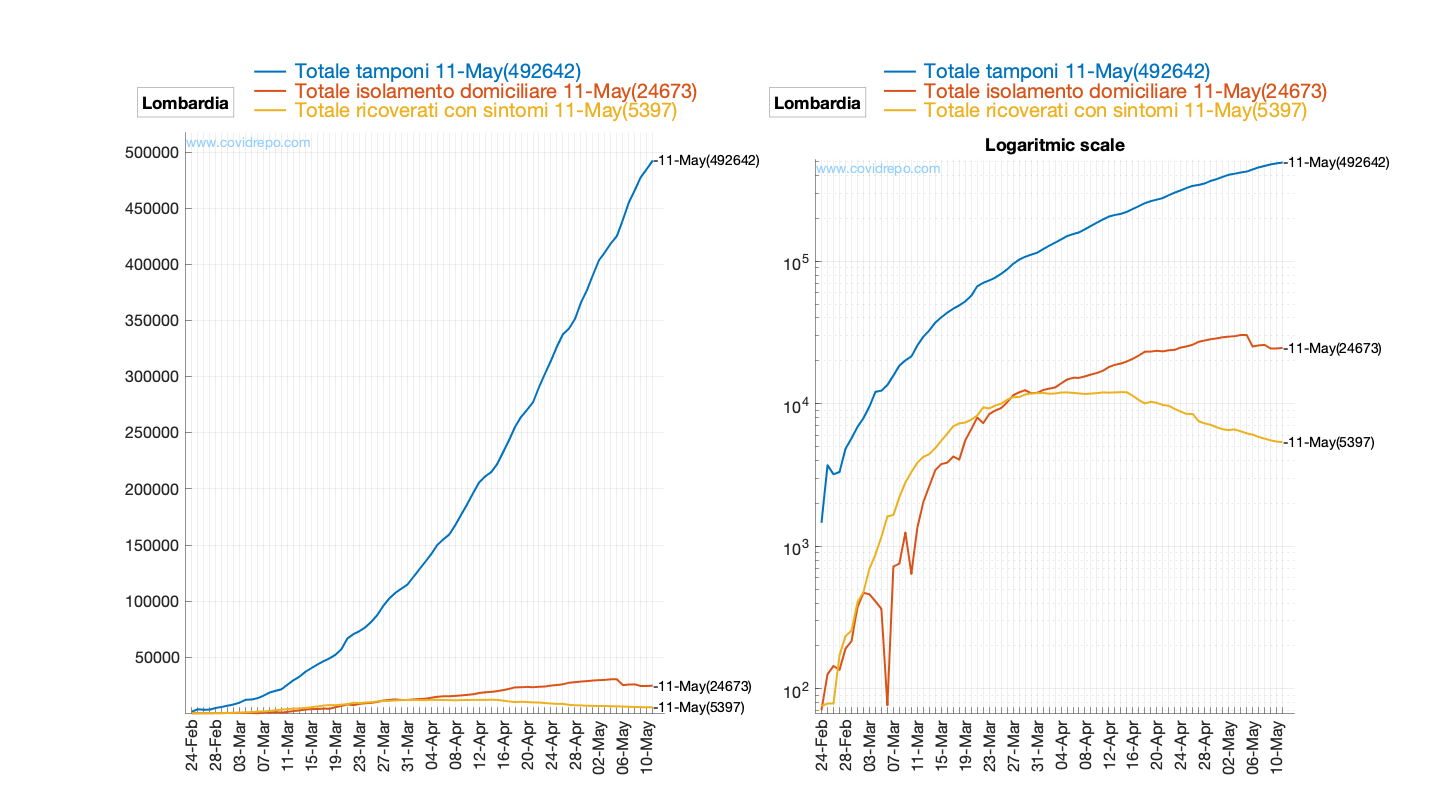 Totale tamponi 11-May(492642)
Totale isolamento domiciliare 11-May(24673)
Totale ricoverati con sintomi 11-May(5397)
Lombardia
www.covidrepo.com
500000
450000
400000
350000
300000
250000
200000
150000
100000
50000
-11-May(492642)
-11-May(24673)
-11-May(5397)
24-Feb
28-Feb
03-Mar
07-Mar
11-Mar
15-Mar
19-Mar
23-Mar
27-Mar
31-Mar
04-Apr
08-Apr
12-Apr
16-Apr
20-Apr
24-Apr
28-Apr
02-May
06-May
10-May
Totale tamponi 11-May(492642)
Totale isolamento domiciliare 11-May(24673)
Totale ricoverati con sintomi 11-May(5397)
Lombardia
Logaritmic scale
www.covidrepo.com
10^5
10^4
10^3
10^2
-11-May(492642)
-11-May(24673)
-11-May(5397)
24-Feb
28-Feb
03-Mar
07-Mar
11-Mar
15-Mar
19-Mar
23-Mar
27-Mar
31-Mar
04-Apr
08-Apr
12-Apr
16-Apr
20-Apr
24-Apr
28-Apr
02-May
06-May
10-May